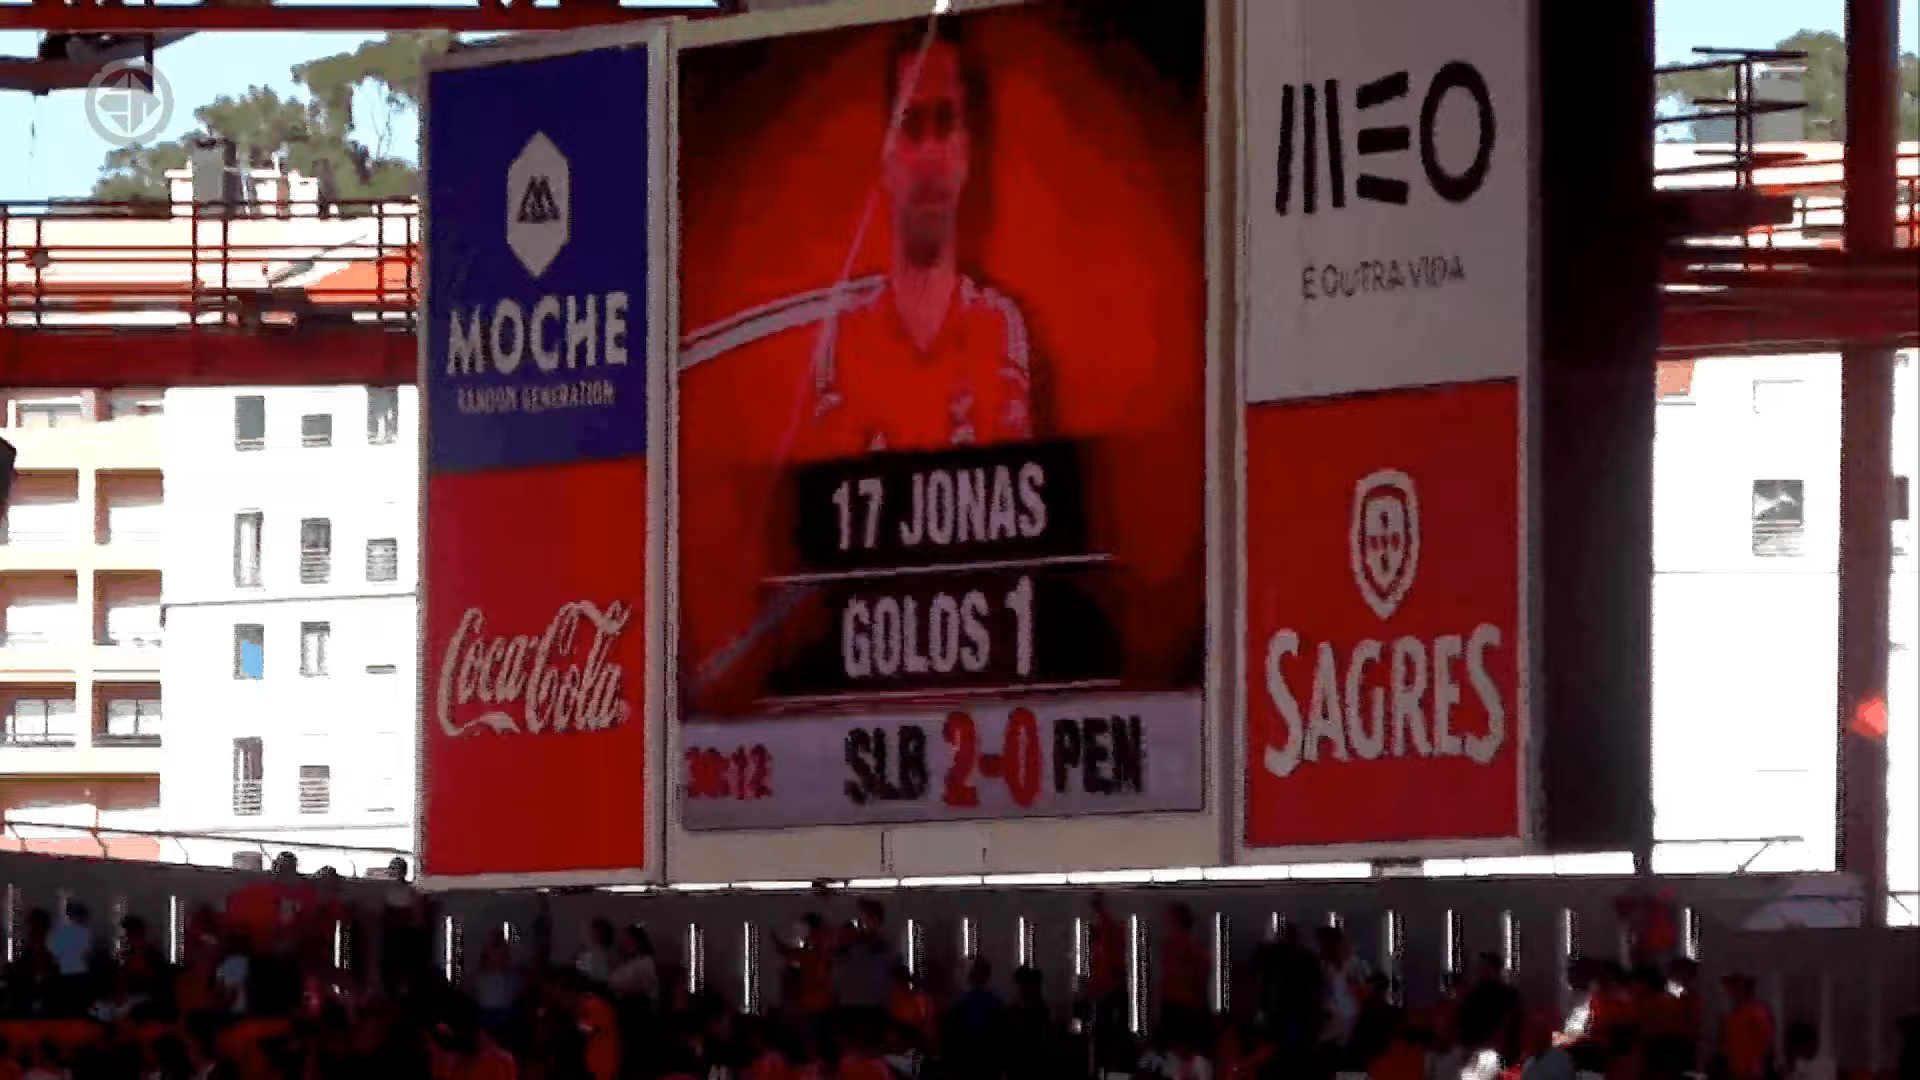 MOCHE
RANDOM GENERATION
Coca-Cola
17 JONAS
GOLOS 1
30:12 SLB 2-0 PEN
MEO
E OUTRA VIDA
SAGRES